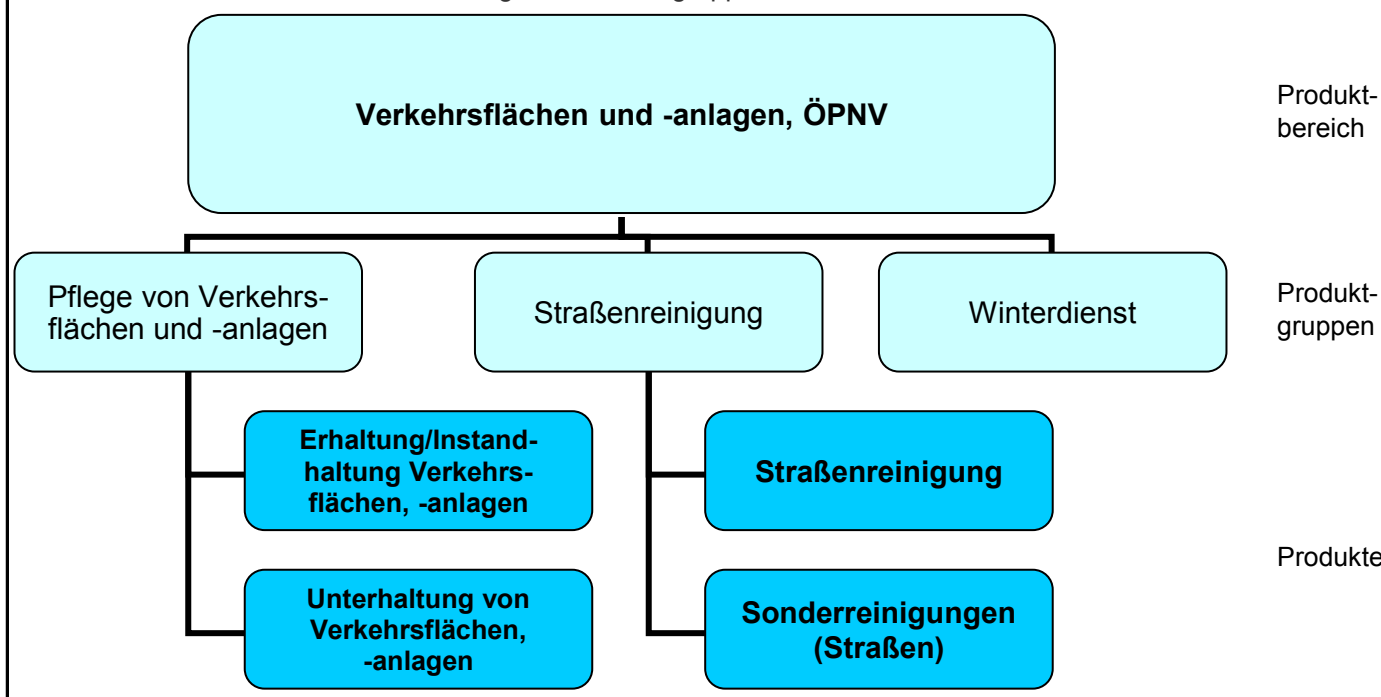 Verkehrsflächen und -anlagen, ÖPNV
Produkt-
bereich
Pflege von Verkehrs-
flächen und -anlagen
Straßenreinigung
Winterdienst
Produkt-
gruppen
Erhaltung/Instand-
haltung Verkehrs-
flächen, -anlagen
Straßenreinigung
Unterhaltung von
Verkehrsflächen,
-anlagen
Sonderreinigungen
(Straßen)
Produkte